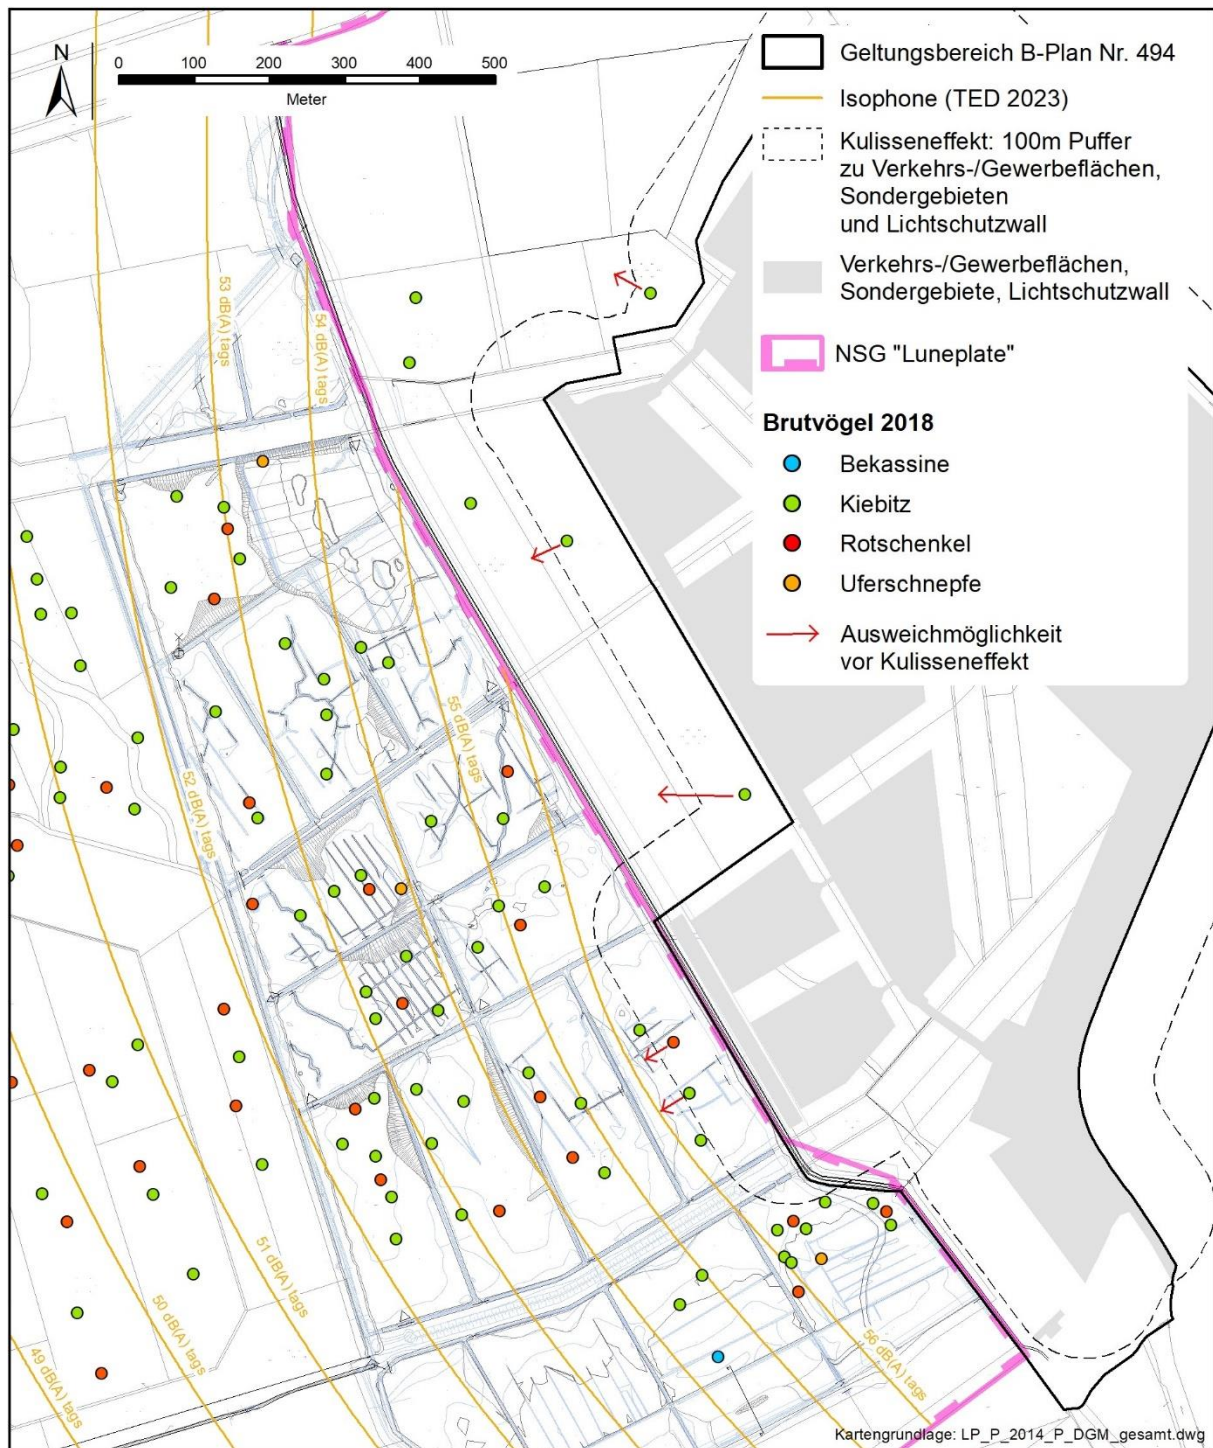 N
0 100 200 300 400 500
Meter
Geltungsbereich B-Plan Nr. 494
Isophone (TED 2023)
Kulisseneffekt: 100m Puffer
zu Verkehrs-/Gewerbeflächen,
Sondergebieten
und Lichtschutzwall
Verkehrs-/Gewerbeflächen,
Sondergebiete, Lichtschutzwall
NSG "Luneplate"
Brutvögel 2018
Bekassine
Kiebitz
Rotschenkel
Uferschnepfe
Ausweichmöglichkeit
vor Kulisseneffekt
53 dB(A) tags
54 dB(A) tags
55 dB(A) tags
52 dB(A) tags
51 dB(A) tags
50 dB(A) tags
49 dB(A) tags
56 dB(A) tags
Kartengrundlage: LP_P_2014_P_DGM_gesamt.dwg